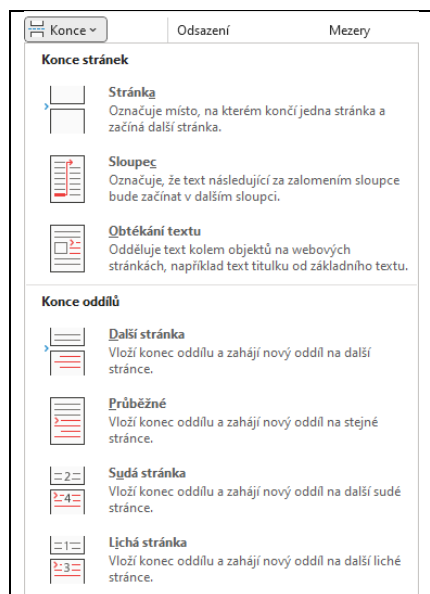 Konce
Odsazení
Mezery
Konce stránek
Stránka
Označuje místo, na kterém končí jedna stránka a
začíná další stránka.
Sloupec
Označuje, že text následující za zalomením sloupce
bude začínat v dalším sloupci.
Obtékání textu
Odděluje text kolem objektů na webových
stránkách, například text titulku od základního textu.
Konce oddílů
Další stránka
Vloží konec oddílu a zahájí nový oddíl na další
stránce.
Průběžné
Vloží konec oddílu a zahájí nový oddíl na stejné
stránce.
2
4
Sudá stránka
Vloží konec oddílu a zahájí nový oddíl na další sudé
stránce.
1
3
Lichá stránka
Vloží konec oddílu a zahájí nový oddíl na další liché
stránce.